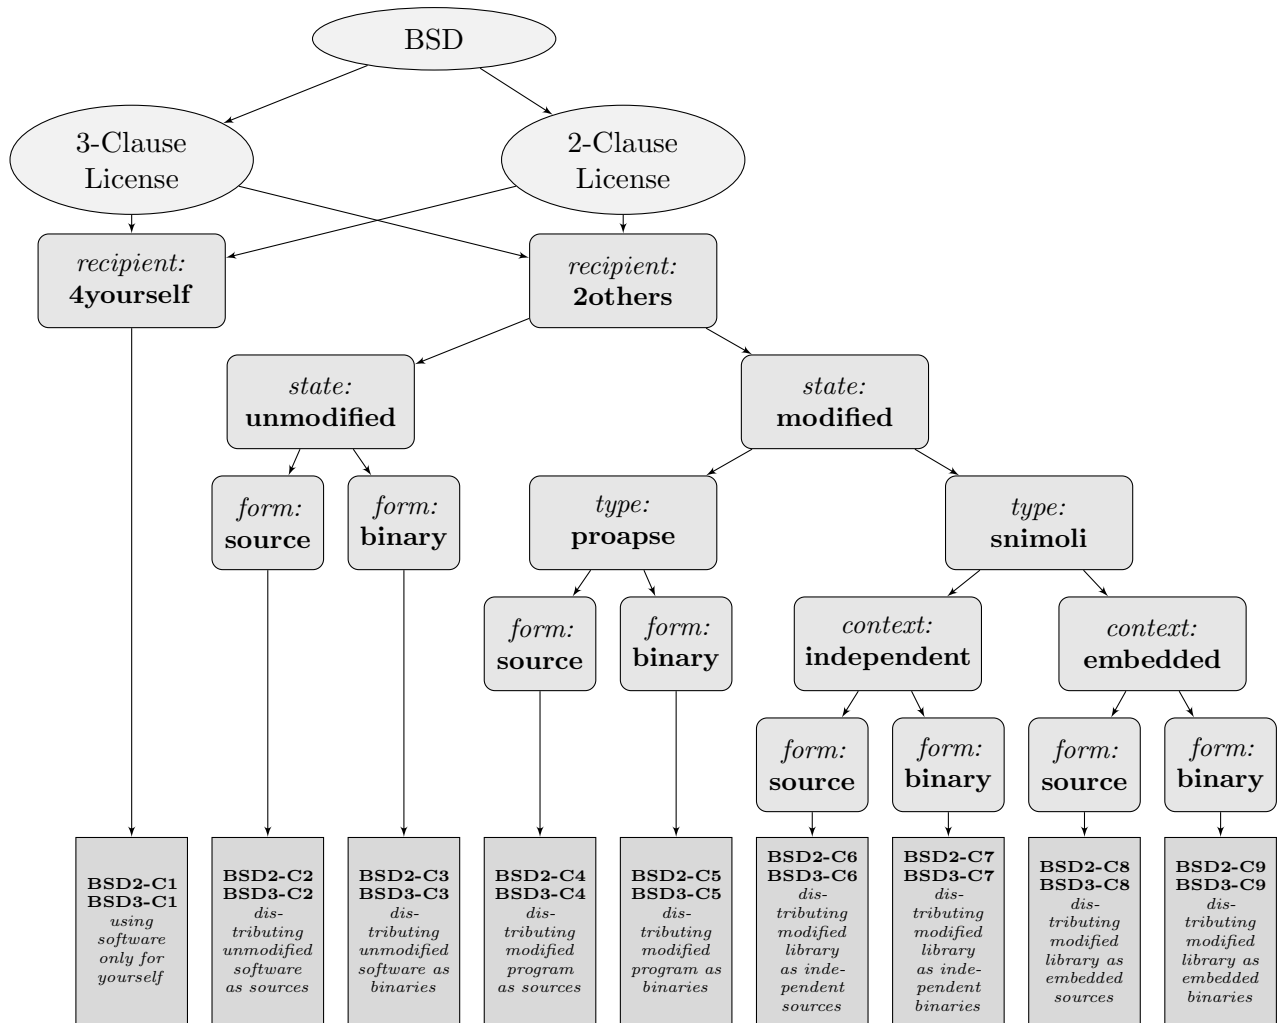 BSD
3-Clause
License
2-Clause
License
recipient:
4yourself
recipient:
2others
state:
unmodified
state:
modified
form:
source
form:
binary
type:
proapse
type:
snimoli
form:
source
form:
binary
context:
independent
context:
embedded
form:
source
form:
binary
form:
source
form:
binary
BSD2-C1
BSD3-C1
using
software
only for
yourself
BSD2-C2
BSD3-C2
dis-
tributing
unmodified
software
as sources
BSD2-C3
BSD3-C3
dis-
tributing
unmodified
software as
binaries
BSD2-C4
BSD3-C4
dis-
tributing
modified
program
as sources
BSD2-C5
BSD3-C5
dis-
tributing
modified
program as
binaries
BSD2-C6
BSD3-C6
dis-
tributing
modified
library
as inde-
pendent
sources
BSD2-C7
BSD3-C7
dis-
tributing
modified
library
as inde-
pendent
binaries
BSD2-C8
BSD3-C8
dis-
tributing
modified
library as
embedded
sources
BSD2-C9
BSD3-C9
dis-
tributing
modified
library as
embedded
binaries